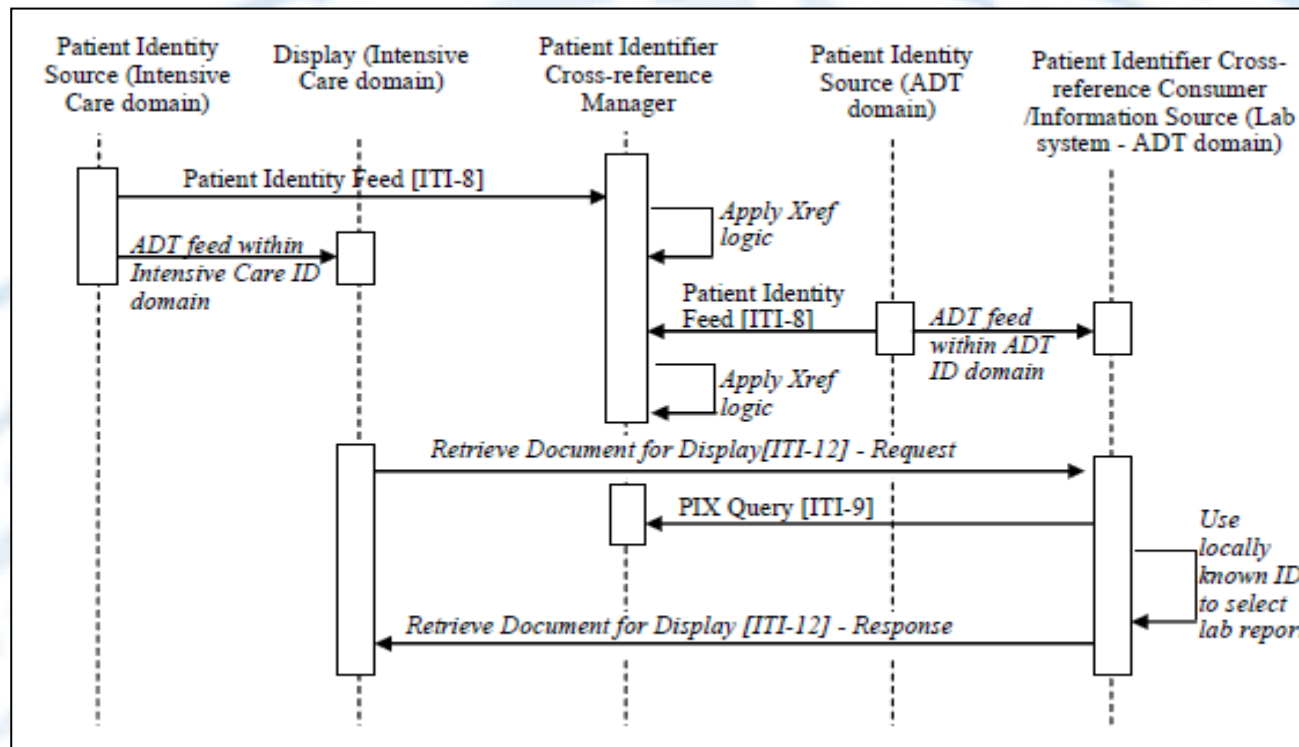 Patient Identity
Source (Intensive
Care domain)
Display (Intensive
Care domain)
Patient Identifier
Cross-reference
Manager
Patient Identity
Source (ADT
domain)
Patient Identifier Cross-
reference Consumer
/Information Source (Lab
system - ADT domain)
Patient Identity Feed [ITI-8]
Apply Xref
logic
ADT feed within
Intensive Care ID
domain
Patient Identity
Feed [ITI-8]
ADT feed
within ADT
ID domain
Apply Xref
logic
Retrieve Document for Display[ITI-12] - Request
PIX Query [ITI-9]
Use
locally
known ID
to select
lab repor
Retrieve Document for Display [ITI-12] - Response